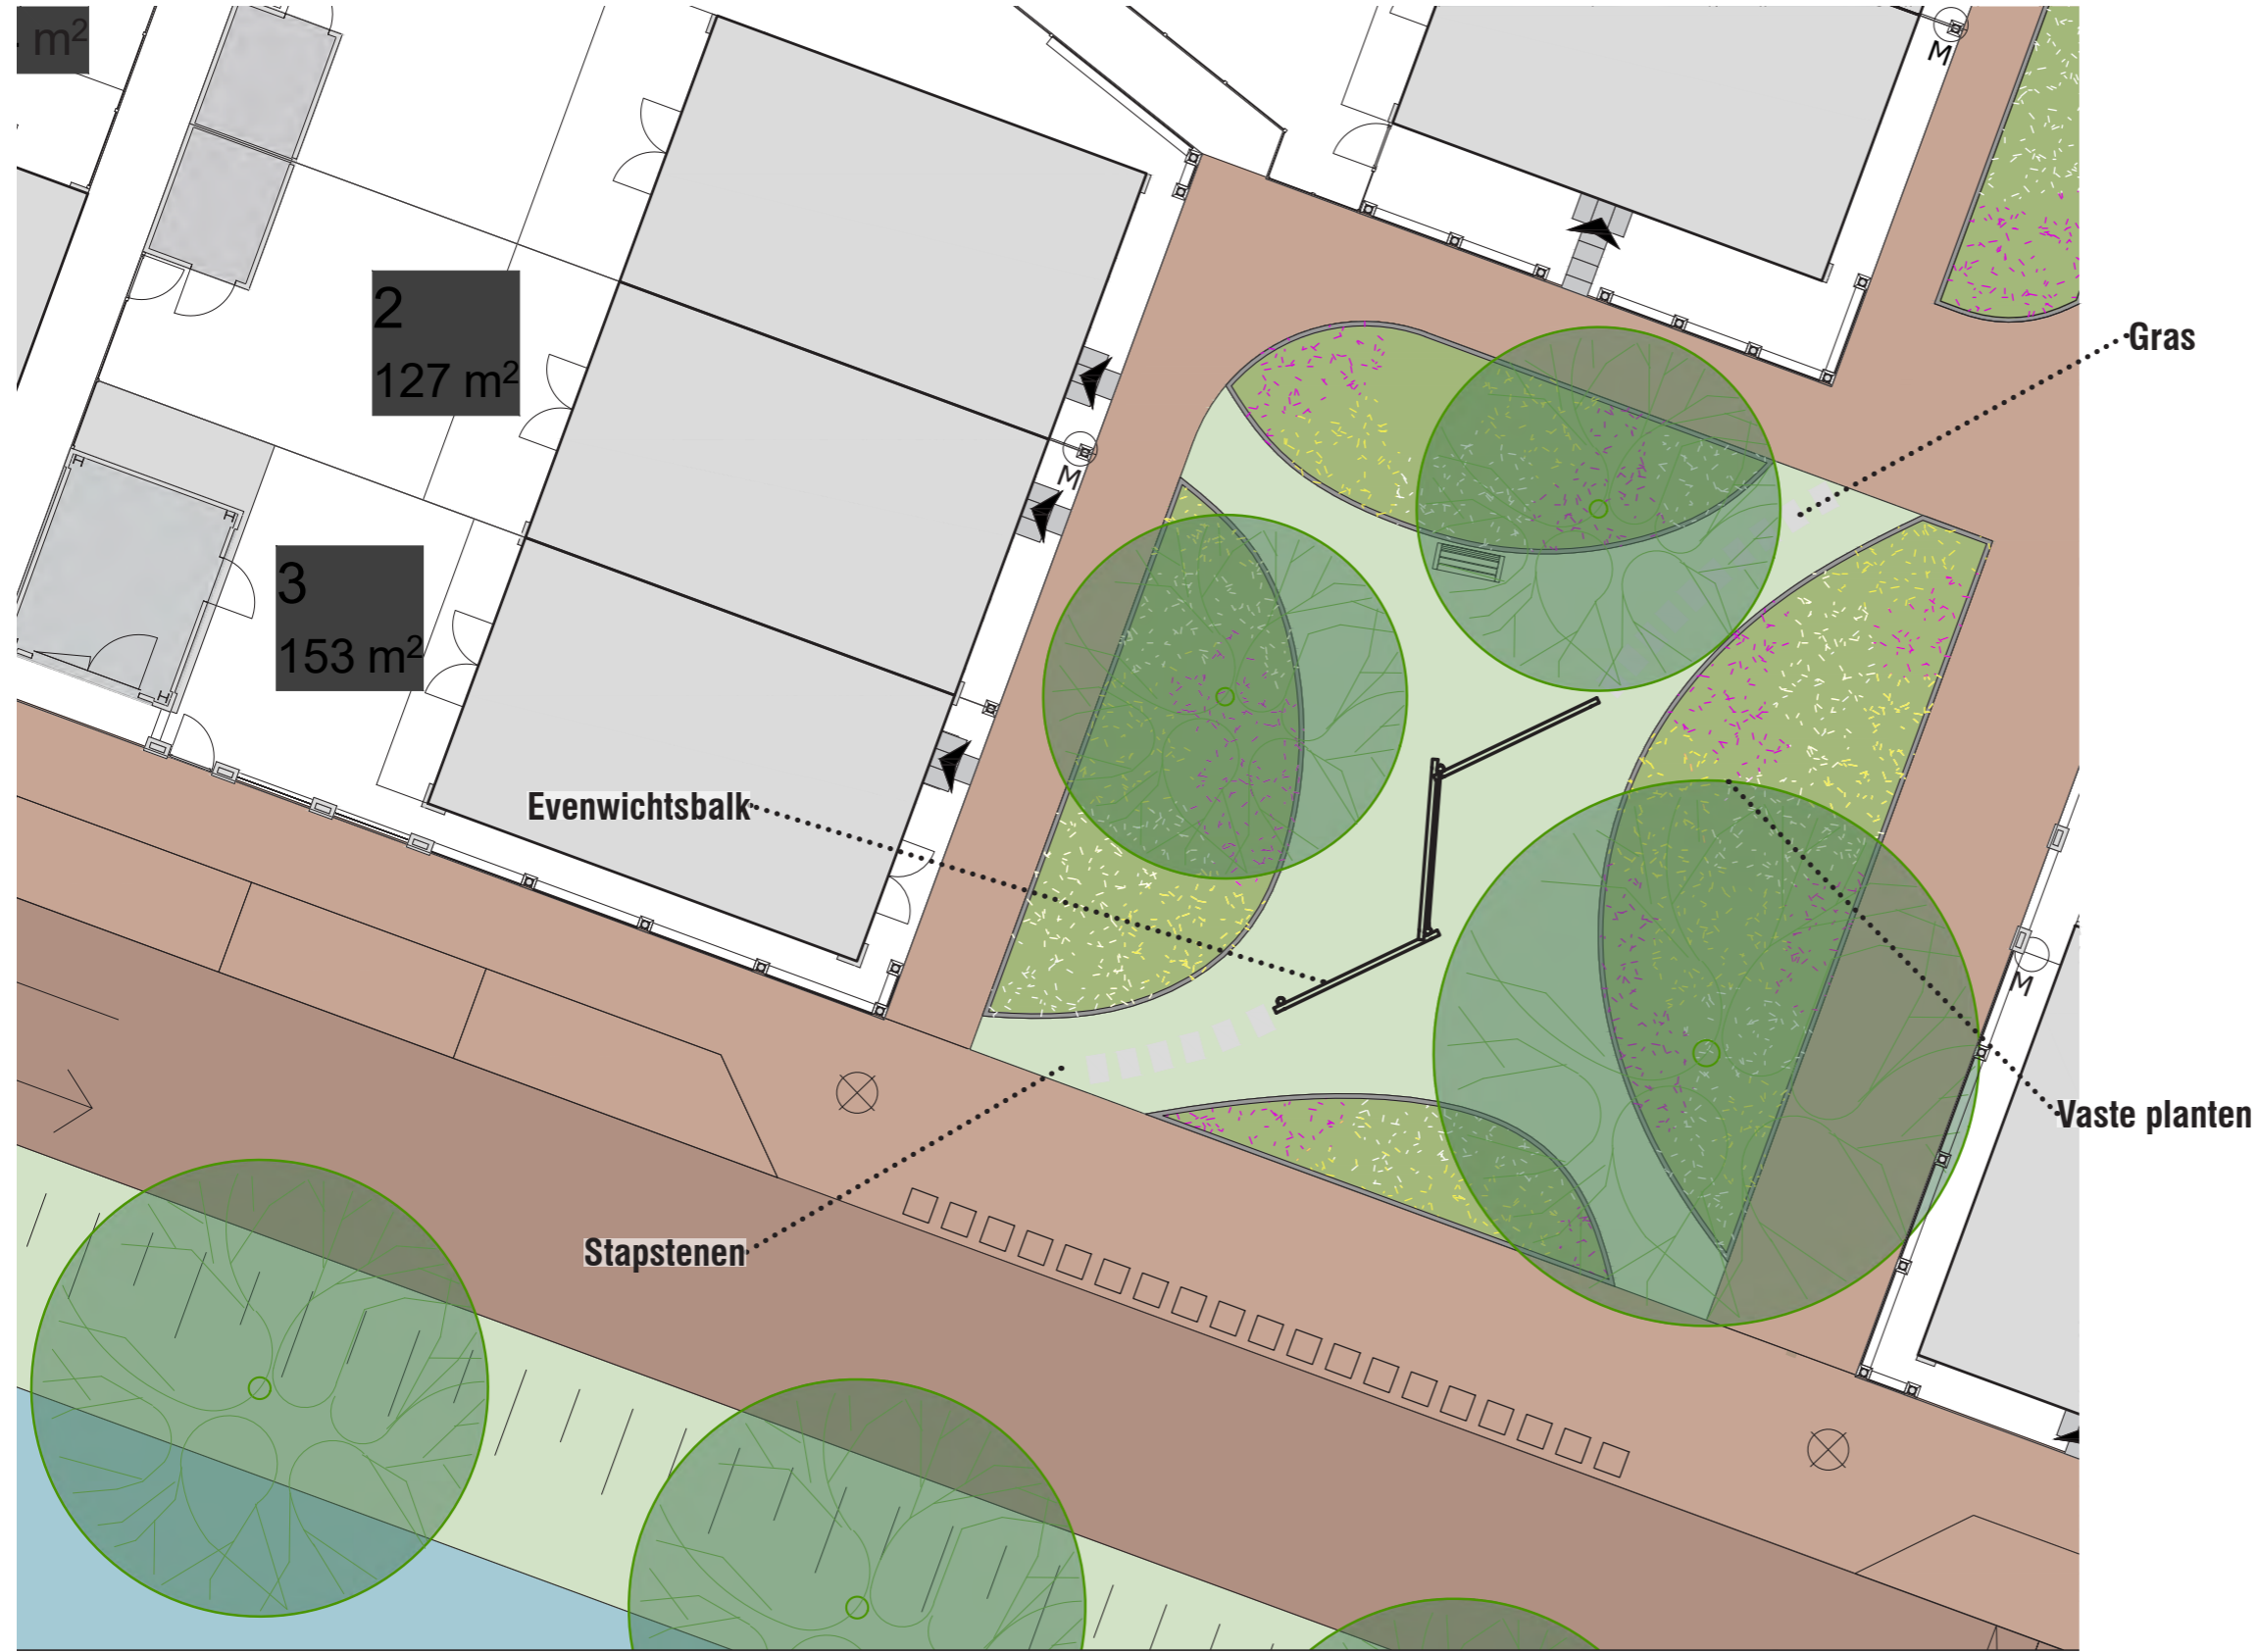 m²
M
2
127 m²
Gras
M
3
153 m²
Evenwichtsbalk
M
Vaste planten
Stapstenen